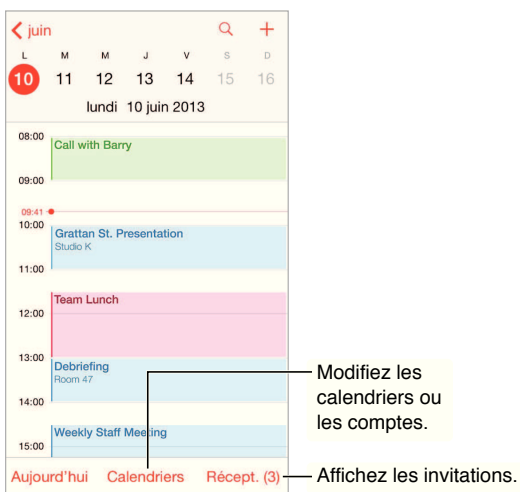 juin
L M M J V S D
10 11 12 13 14 15 16
lundi 10 juin 2013
08:00
Call with Barry
09:00
09:41
10:00
Grattan St. Presentation
Studio K
11:00
Team Lunch
12:00
13:00
Debriefing
Room 47
14:00
Weekly Staff Meeting
15:00
Aujourd'hui Calendriers Récept. (3)
Modifiez les
calendriers ou
les comptes.
Affichez les invitations.